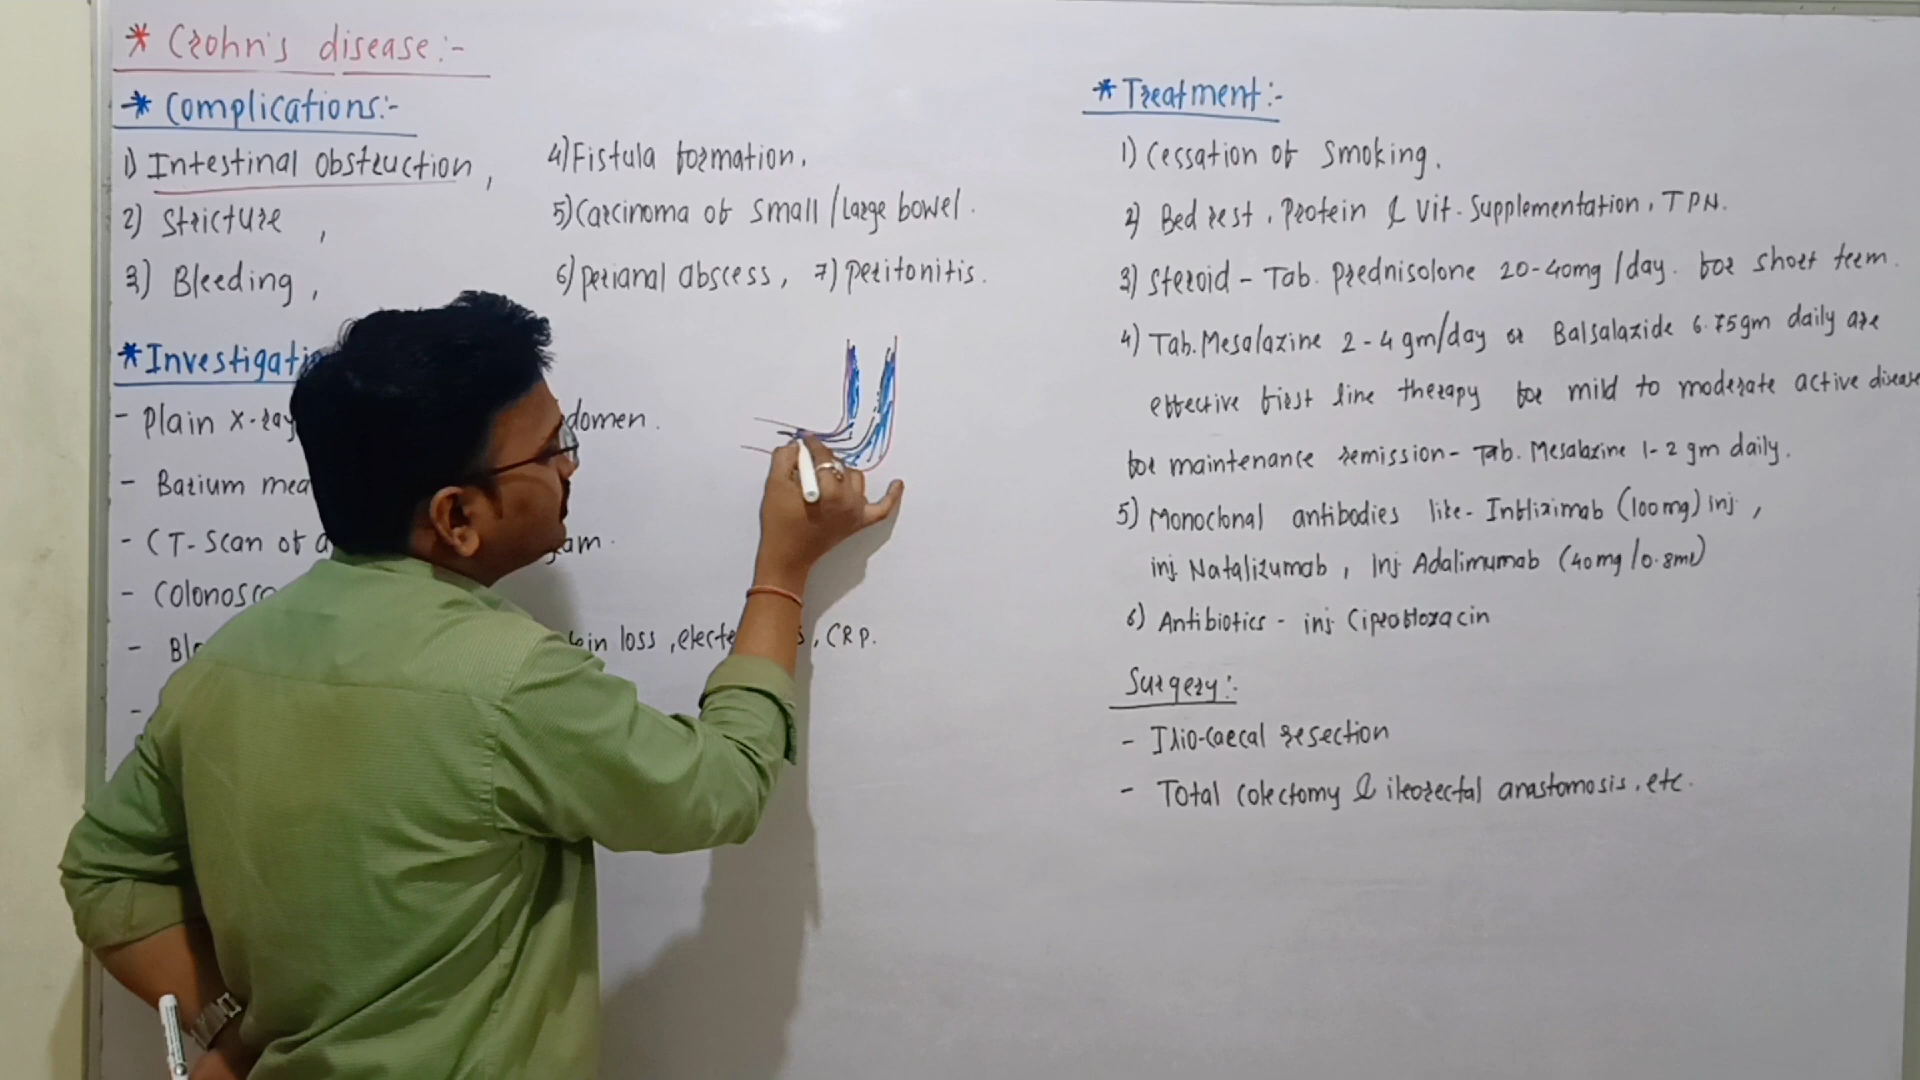 * Crohn's disease:-
* Complications:-
1) Intestinal obstruction,
2) Stricture,
3) Bleeding,
4) Fistula formation.
5) Carcinoma of small / Large bowel.
6) perianal abscess, 7) Peritonitis.
* Investigati
- Plain X-ray domen.
- Barium mea
- CT-Scan of a am.
- Colonosco
- Blo loss, CRP.
-
* Treatment:-
1) Cessation of Smoking.
2) Bed rest, Protein & Vit. Supplementation, TPN.
3) Steroid - Tab. Prednisolone 20-40mg/day. for short term.
4) Tab. Mesalazine 2-4 gm/day or Balsalazide 6.75gm daily are
effective first line therapy for mild to moderate active disease
for maintenance remission- Tab. Mesalazine 1-2 gm daily.
5) Monoclonal antibodies like- Infliximab (100mg) inj,
inj. Natalizumab, Inj Adalimumab (40mg/0.8ml)
6) Antibiotics - inj Ciprofloxacin
Surgery:-
- Ilio-Caecal resection
- Total colectomy & ileorectal anastomosis, etc.